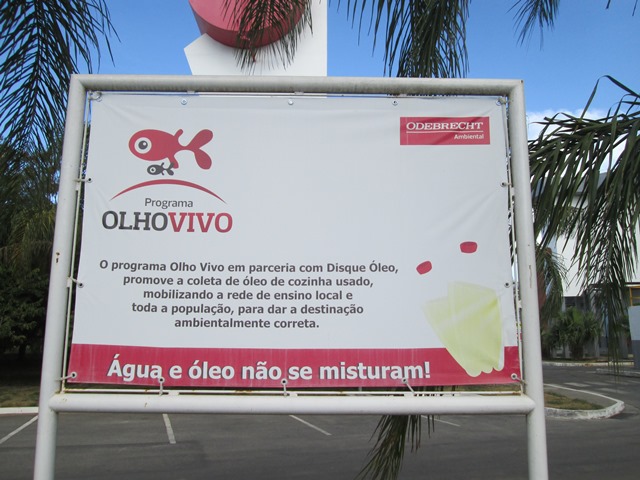 ODEBRECHT
Ambiental
Programa
OLHOVIVO
O programa Olho Vivo em parceria com Disque Óleo,
promove a coleta de óleo de cozinha usado,
mobilizando a rede de ensino local e
toda a população, para dar a destinação
ambientalmente correta.
Água e óleo não se misturam!